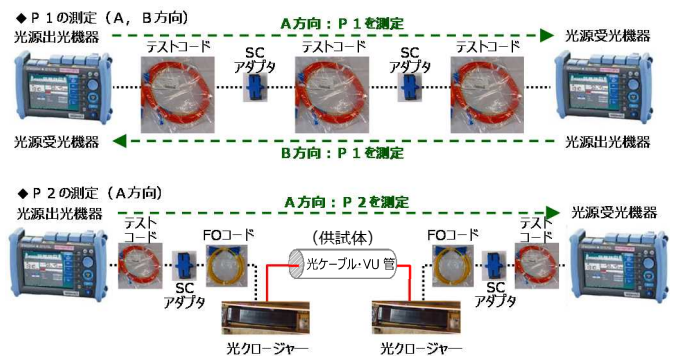 ◆P1の測定（A，B方向）
A方向：P1を測定
光源出光機器
光源受光機器
テストコード
SC
アダプタ
テストコード
SC
アダプタ
テストコード
光源受光機器
光源出光機器
B方向：P1を測定
◆P2の測定（A方向）
A方向：P2を測定
光源出光機器
光源受光機器
テスト
コード
FOコード
（供試体）
FOコード
テスト
コード
光ケーブル・VU管
SC
アダプタ
SC
アダプタ
光クロージャー
光クロージャー